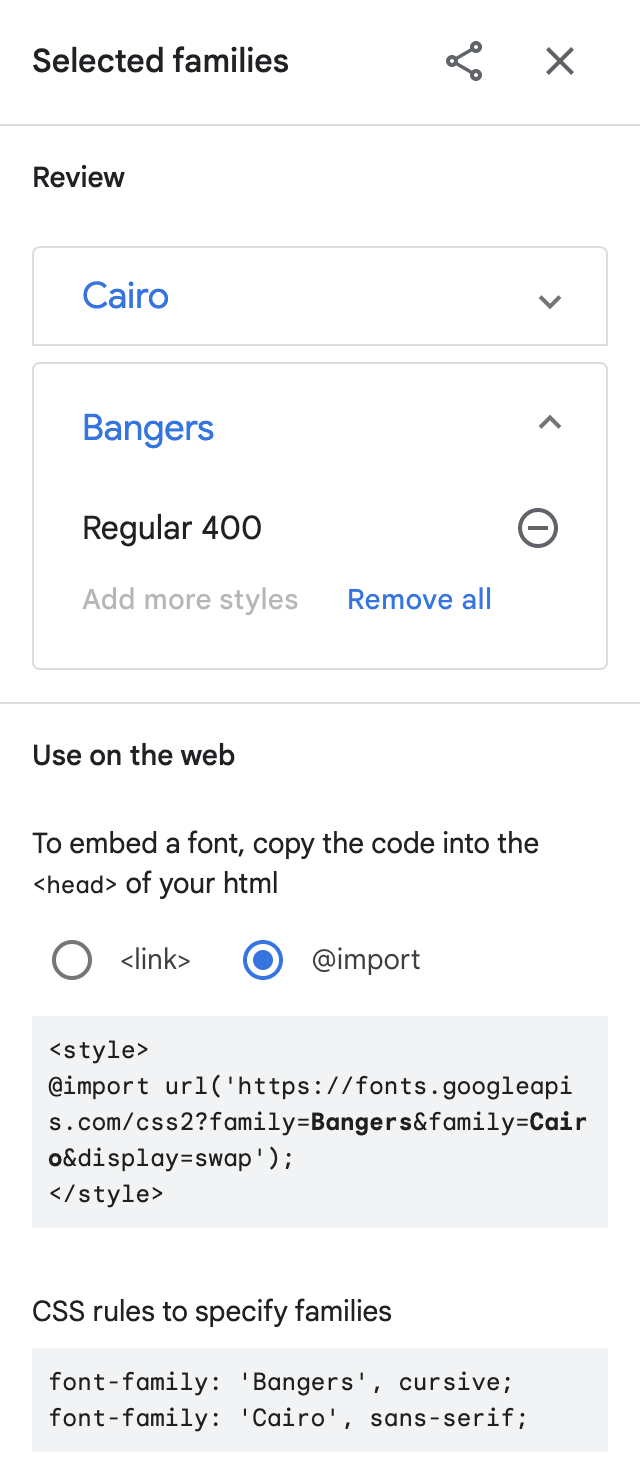 Selected families
Review
Cairo
Bangers
Regular 400
Add more styles Remove all
Use on the web
To embed a font, copy the code into the
<head> of your html
<link> @import
<style>
@import url('https://fonts.googleapi
s.com/css2?family=Bangers&family=Cair
o&display=swap');
</style>
CSS rules to specify families
font-family: 'Bangers', cursive;
font-family: 'Cairo', sans-serif;